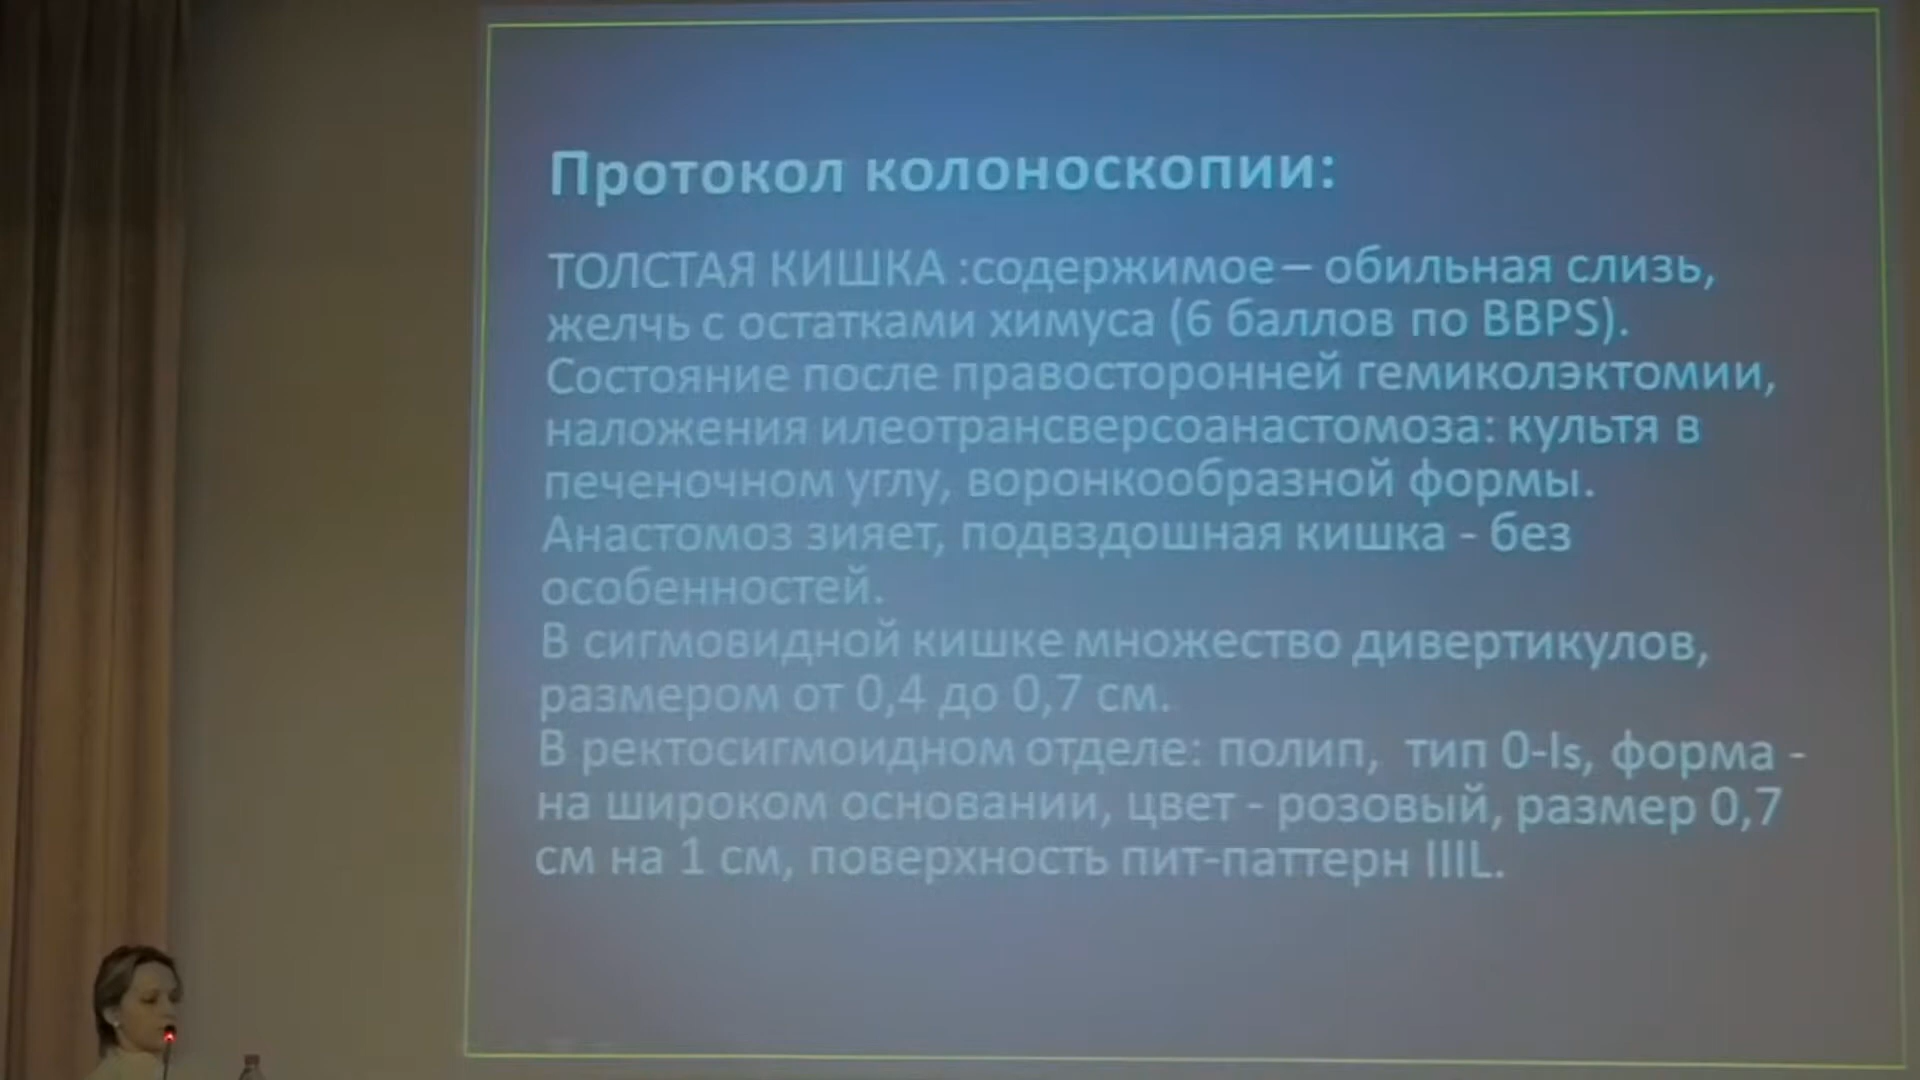 Протокол колоноскопии:
ТОЛСТАЯ КИШКА :содержимое – обильная слизь,
желчь с остатками химуса (6 баллов по BBPS).
Состояние после правосторонней гемиколэктомии,
наложения илеотрансверсоанастомоза: культя в
печеночном углу, воронкообразной формы.
Анастомоз зияет, подвздошная кишка - без
особенностей.
В сигмовидной кишке множество дивертикулов,
размером от 0,4 до 0,7 см.
В ректосигмоидном отделе: полип, тип 0-Is, форма -
на широком основании, цвет - розовый, размер 0,7
см на 1 см, поверхность пит-паттерн IIIL.